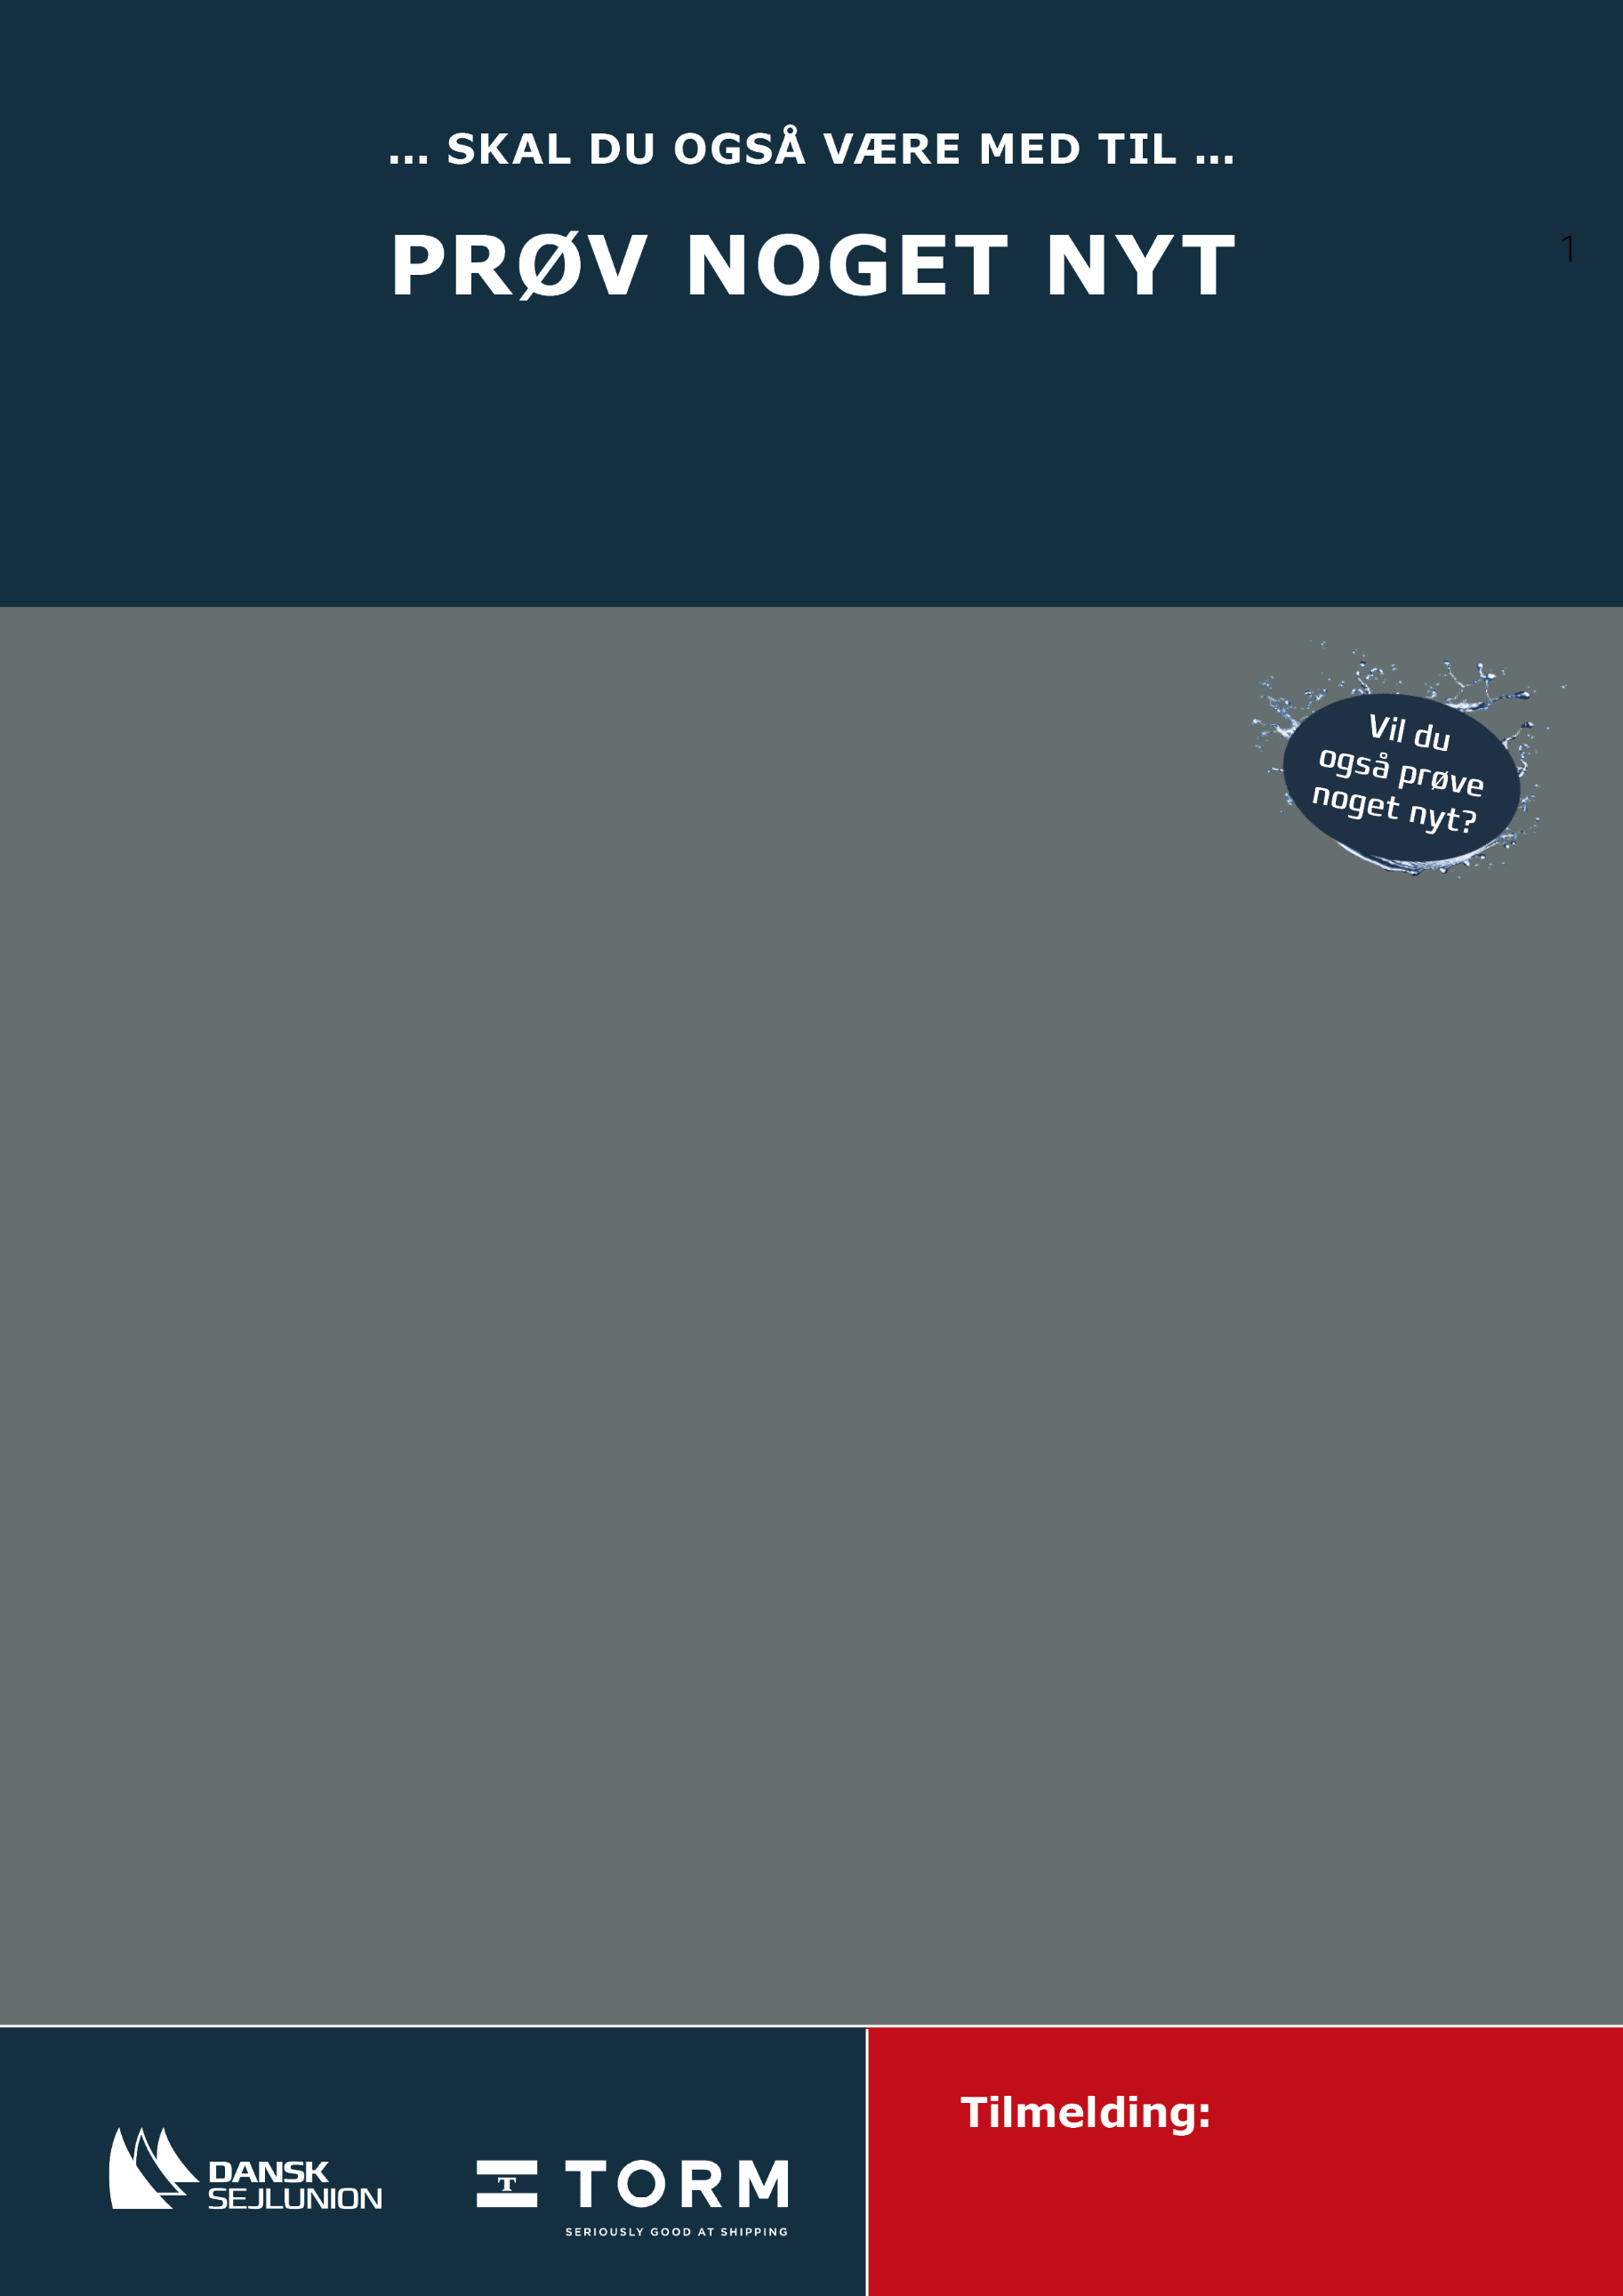 ... SKAL DU OGSÅ VÆRE MED TIL ...
PRØV NOGET NYT
1
Vil du
også prøve
noget nyt?
Tilmelding:
DANSK
SEJLUNION
T
TORM
SERIOUSLY GOOD AT SHIPPING